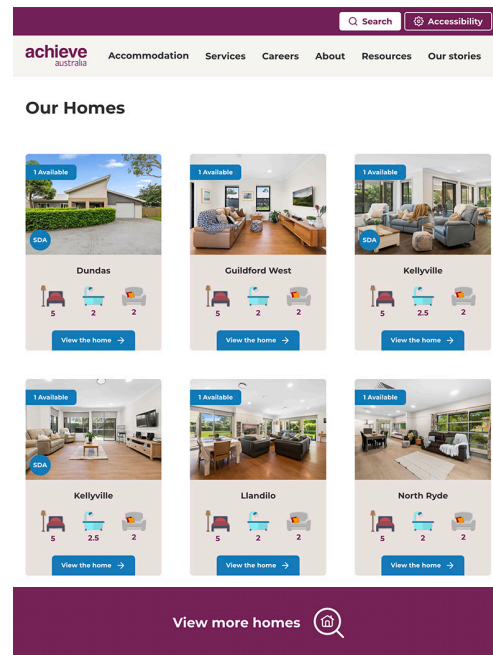 Search
Accessibility
achieve
australia
Accommodation Services Careers About Resources Our stories
Our Homes
1 Available
SDA
Dundas
5 2 2
View the home →
1 Available
Guildford West
5 2 2
View the home →
1 Available
SDA
Kellyville
5 2.5 2
View the home →
1 Available
SDA
Kellyville
5 2.5 2
View the home →
1 Available
Llandilo
5 2 2
View the home →
1 Available
North Ryde
5 2 2
View the home →
View more homes